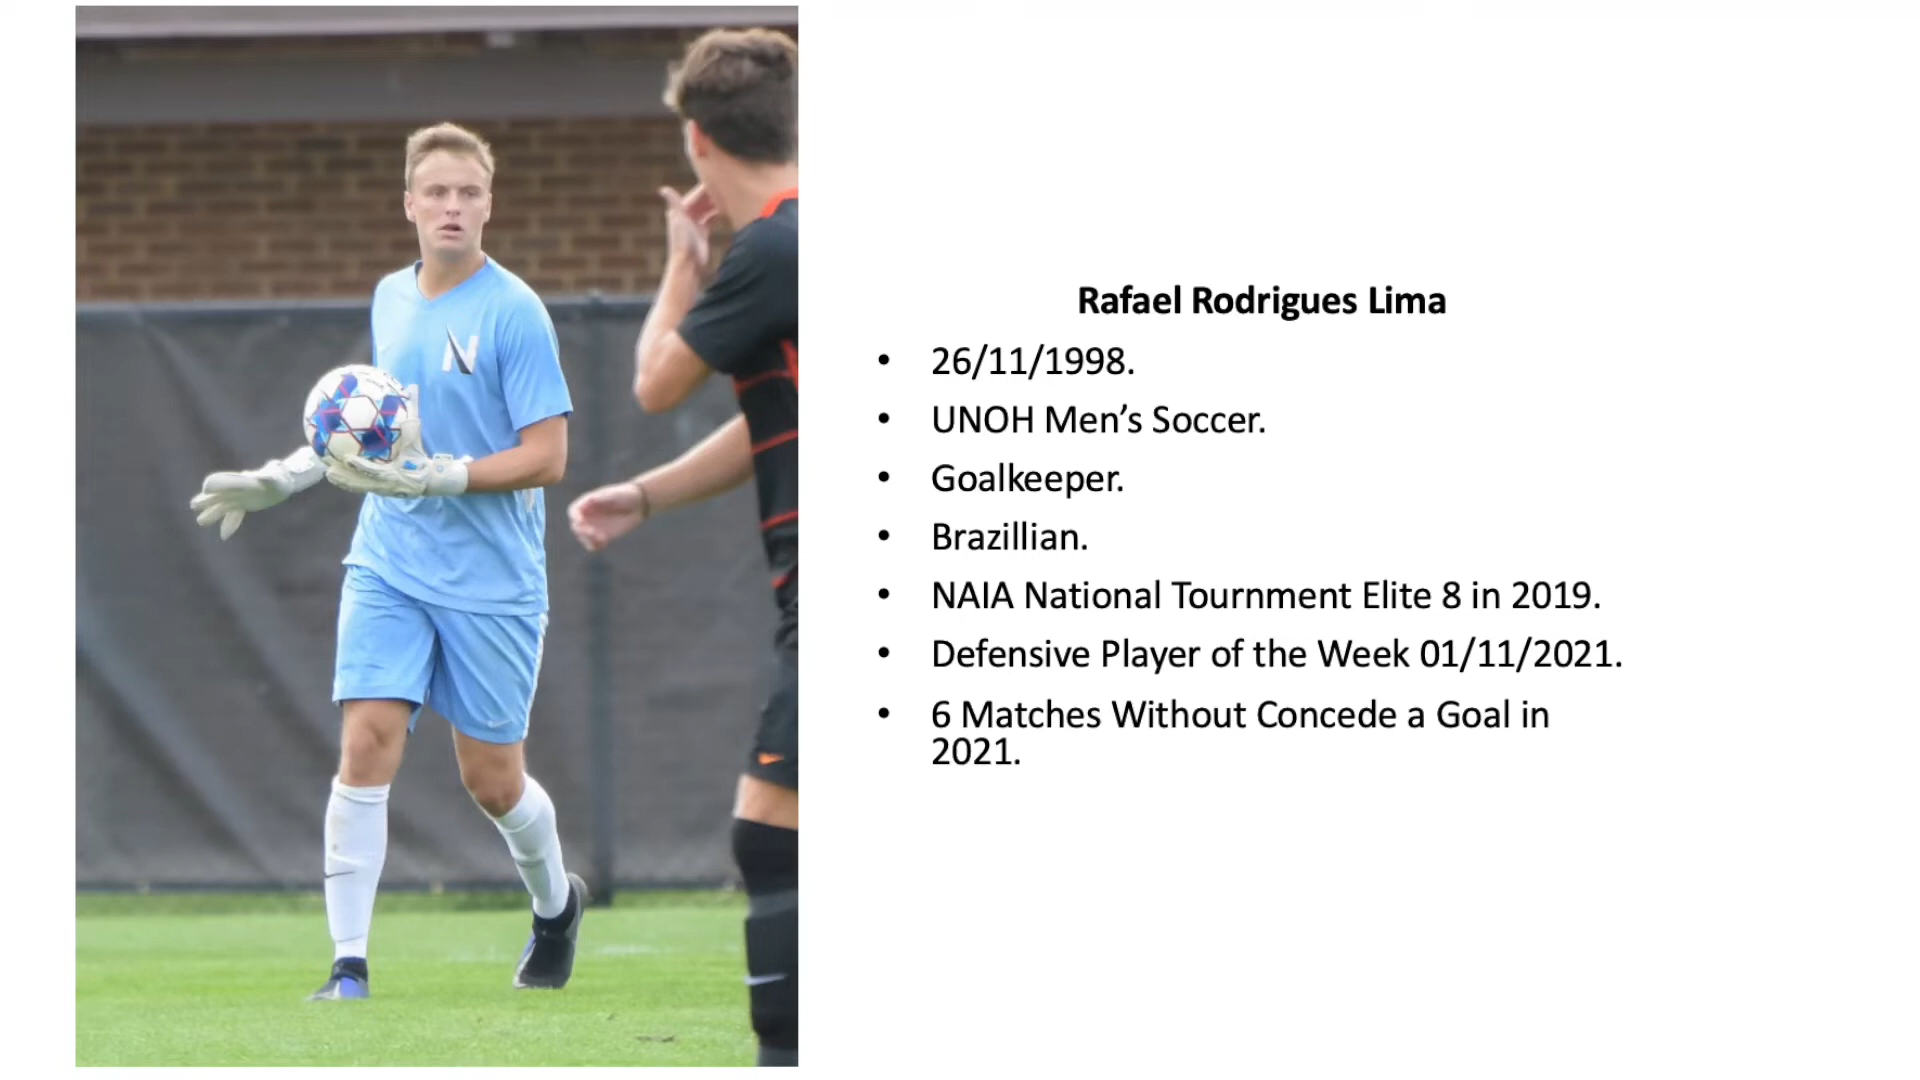 Rafael Rodrigues Lima
• 26/11/1998.
• UNOH Men’s Soccer.
• Goalkeeper.
• Brazillian.
• NAIA National Tournment Elite 8 in 2019.
• Defensive Player of the Week 01/11/2021.
• 6 Matches Without Concede a Goal in
2021.
N